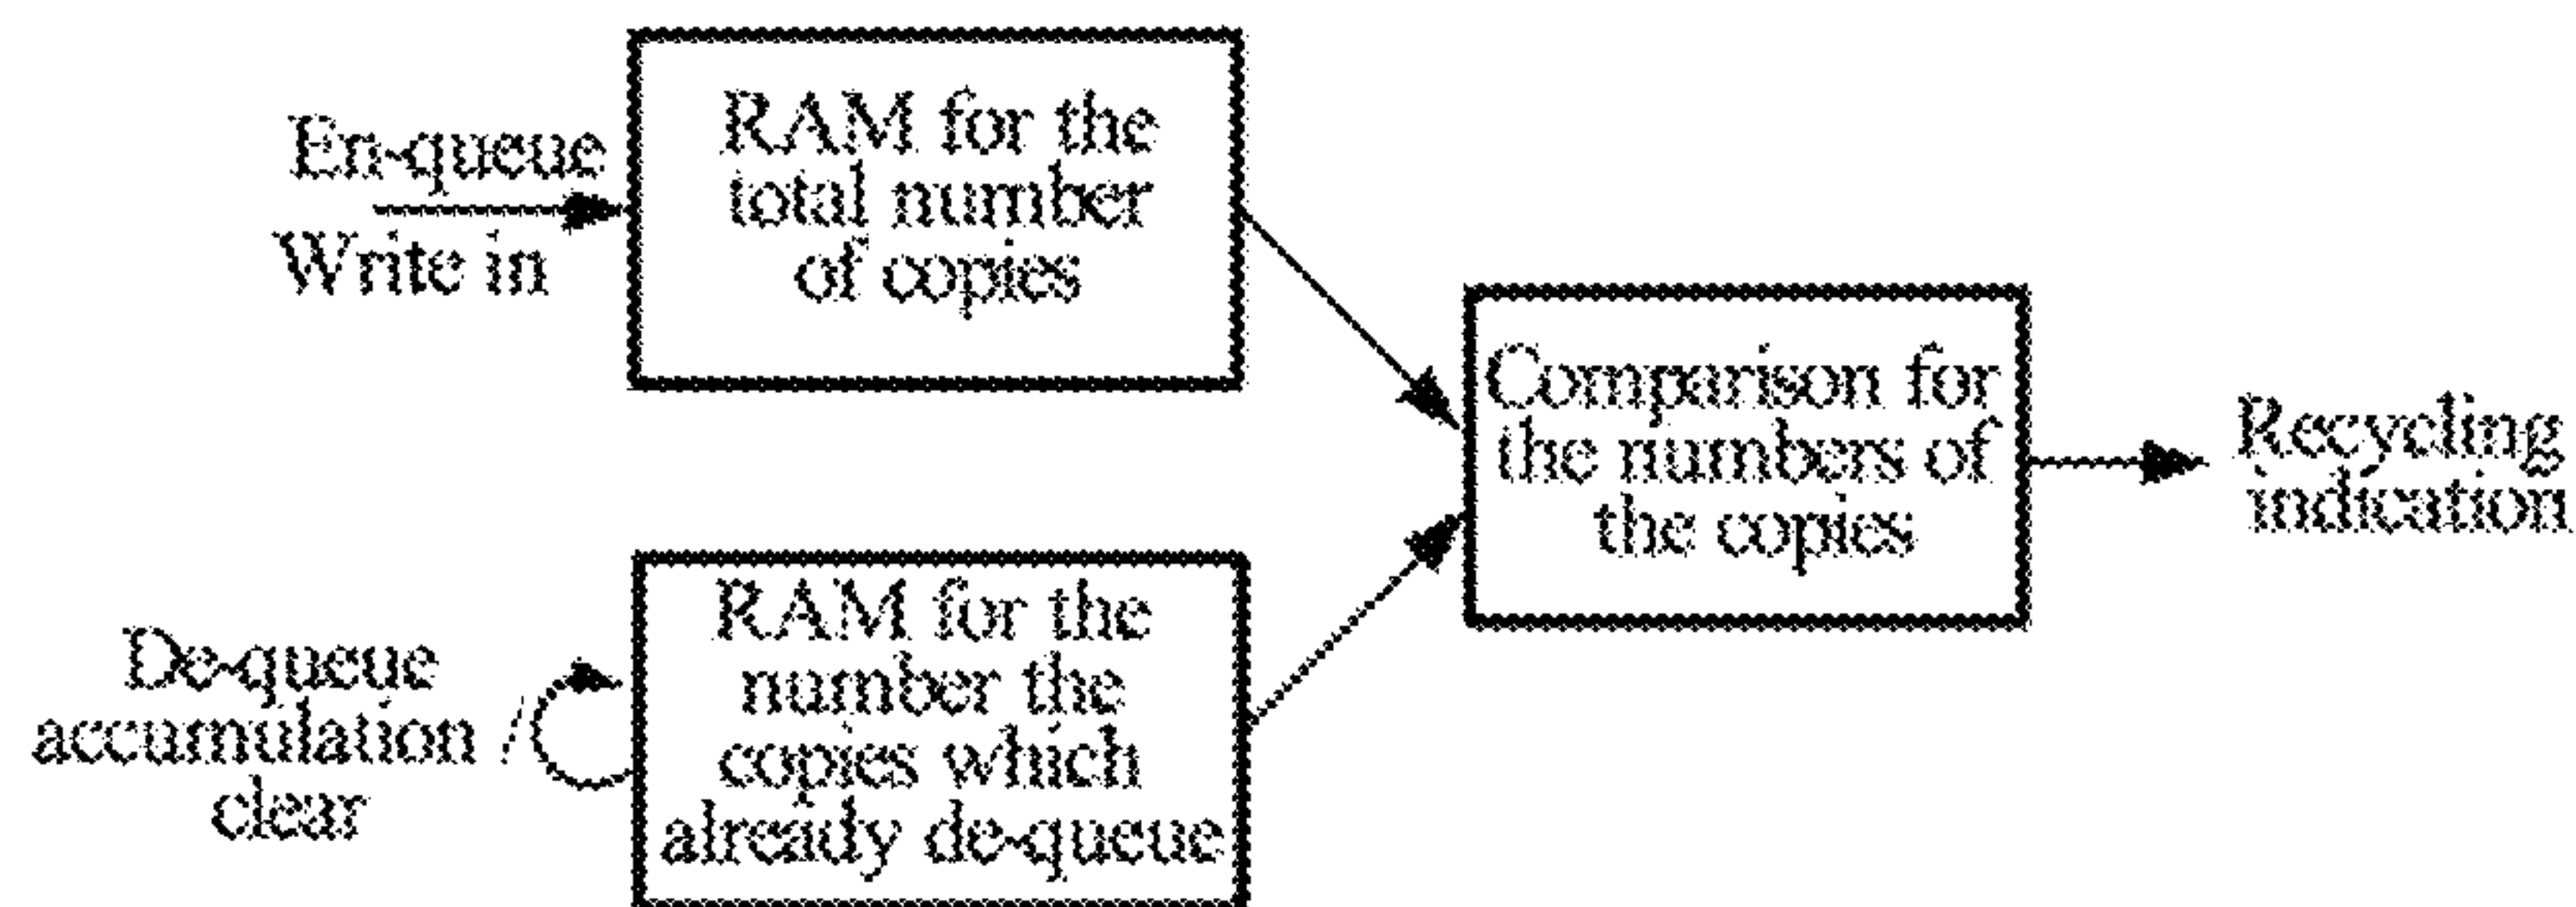 En-queue
Write in
RAM for the
total number
of copies
De-queue
accumulation /
clear
RAM for the
number the
copies which
already de-queue
Comparison for
the numbers of
the copies
Recycling
indication